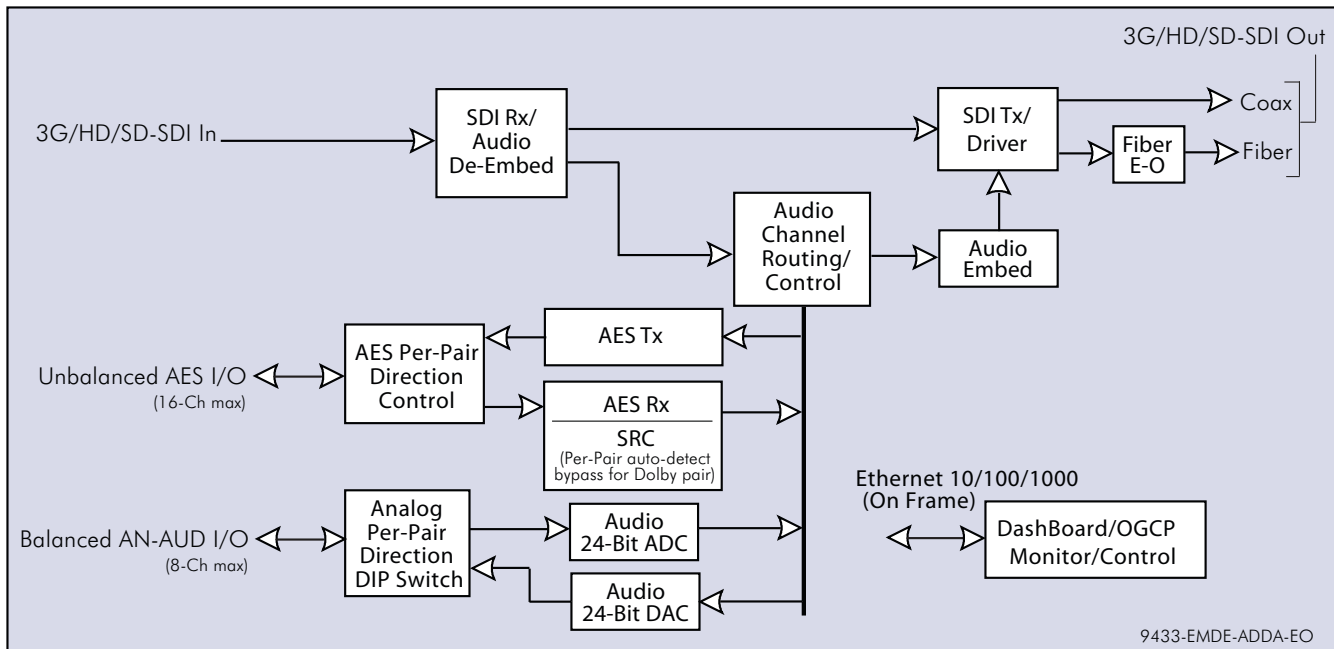 3G/HD/SD-SDI Out
3G/HD/SD-SDI In
SDI Rx/
Audio
De-Embed
SDI Tx/
Driver
Coax
Fiber
E-O
Fiber
Audio
Channel
Routing/
Control
Audio
Embed
Unbalanced AES I/O
(16-Ch max)
AES Per-Pair
Direction
Control
AES Tx
AES Rx
SRC
(Per-Pair auto-detect
bypass for Dolby pair)
Balanced AN-AUD I/O
(8-Ch max)
Analog
Per-Pair
Direction
DIP Switch
Audio
24-Bit ADC
Audio
24-Bit DAC
Ethernet 10/100/1000
(On Frame)
DashBoard/OGCP
Monitor/Control
9433-EMDE-ADDA-EO